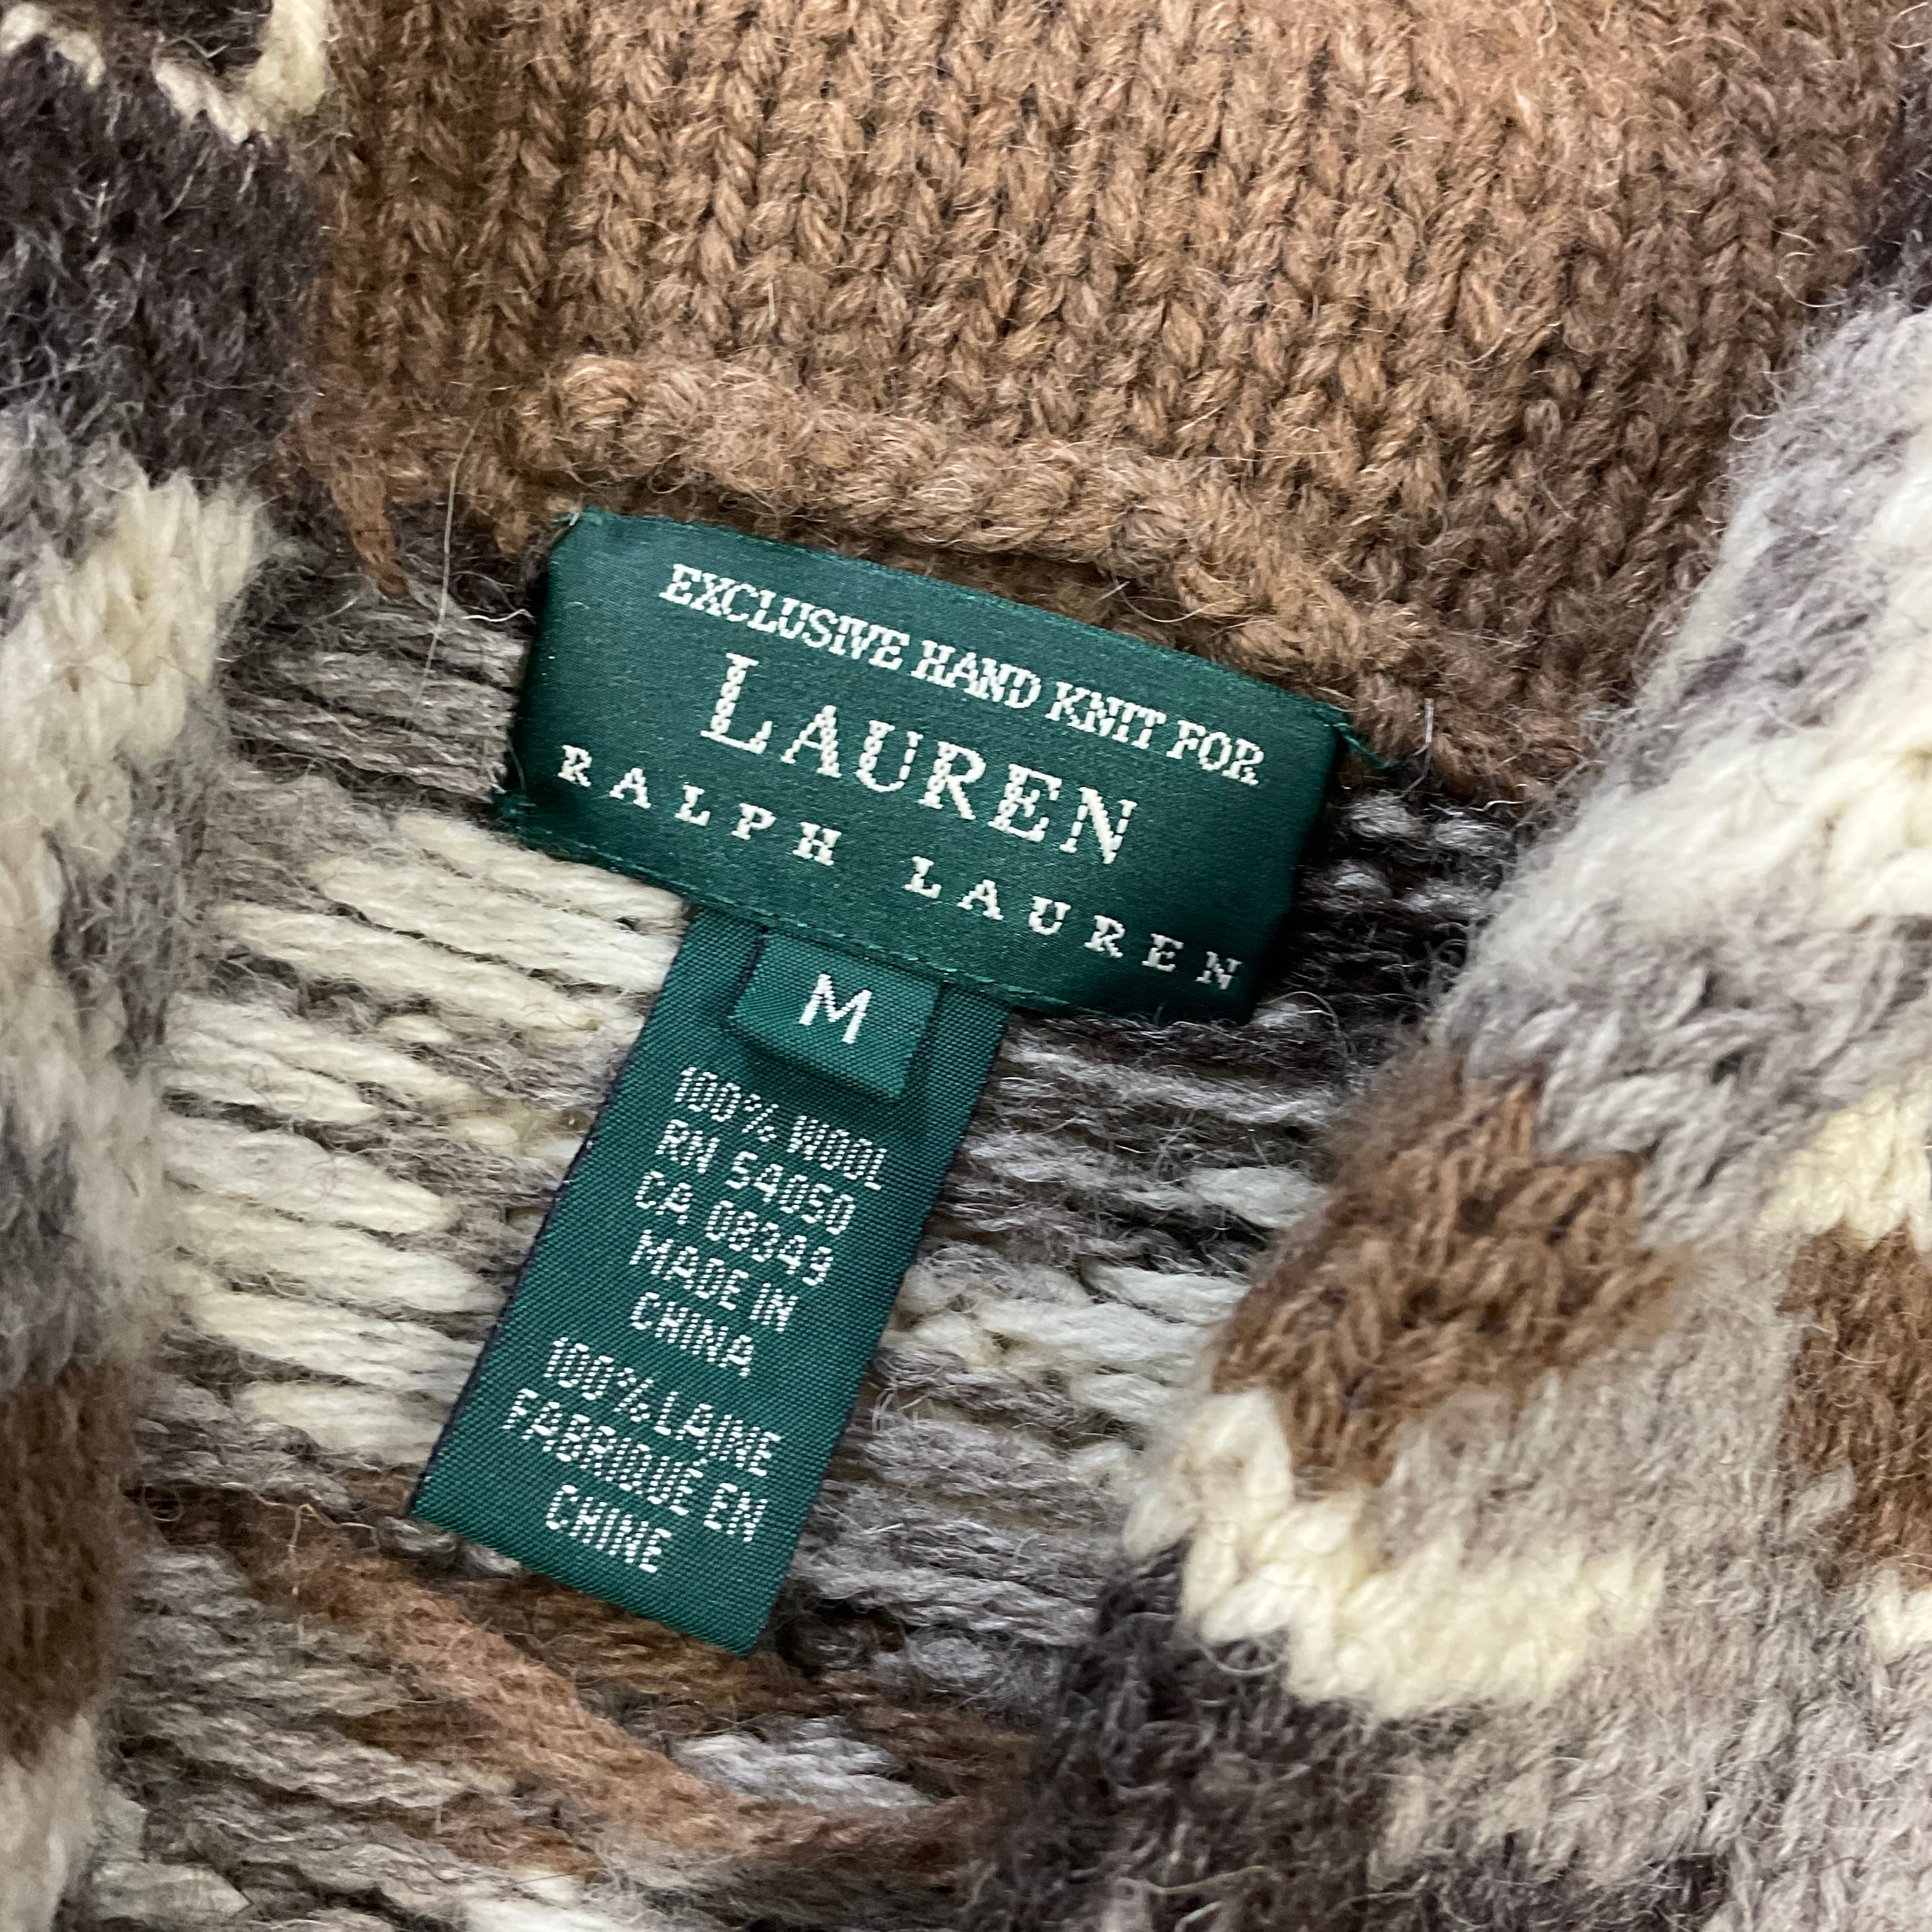 EXCLUSIVE HAND KNIT FOR
LAUREN
RALPH LAUREN
M
100% WOOL
RN 54050
CA 08349
MADE IN
CHINA
100% LAINE
FABRIQUE EN
CHINE